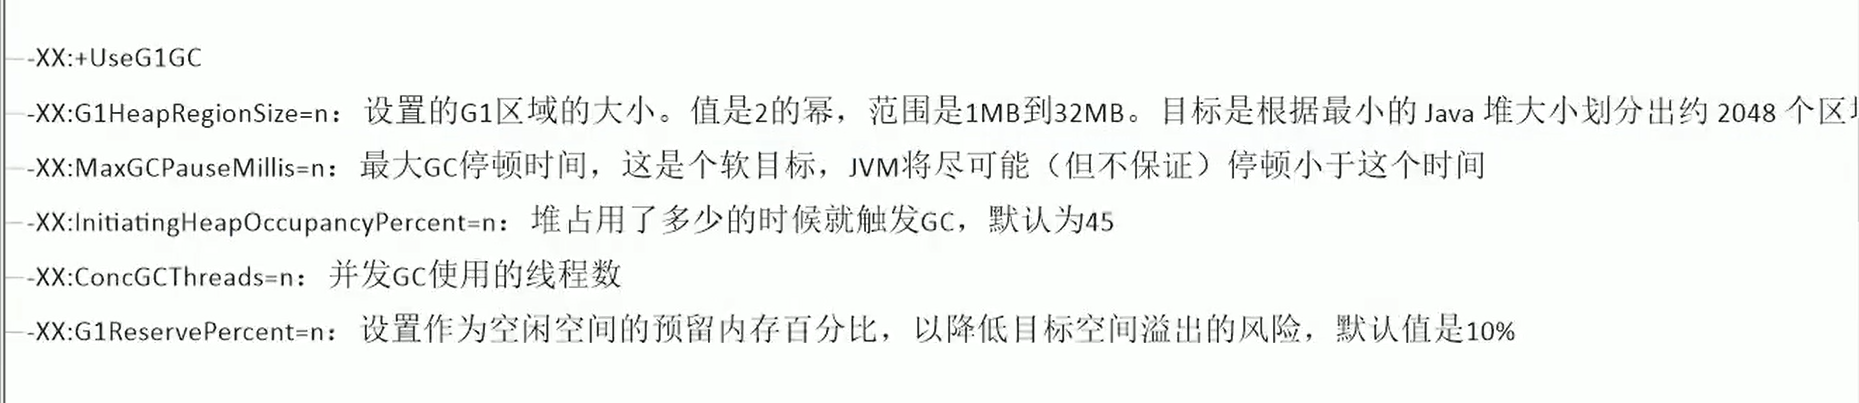 -XX:+UseG1GC
-XX:G1HeapRegionSize=n：设置的G1区域的大小。值是2的幂，范围是1MB到32MB。目标是根据最小的 Java 堆大小划分出约 2048 个区
-XX:MaxGCPauseMillis=n：最大GC停顿时间，这是个软目标，JVM将尽可能（但不保证）停顿小于这个时间
-XX:InitiatingHeapOccupancyPercent=n：堆占用了多少的时候就触发GC，默认为45
-XX:ConcGCThreads=n：并发GC使用的线程数
-XX:G1ReservePercent=n：设置作为空闲空间的预留内存百分比，以降低目标空间溢出的风险，默认值是10%